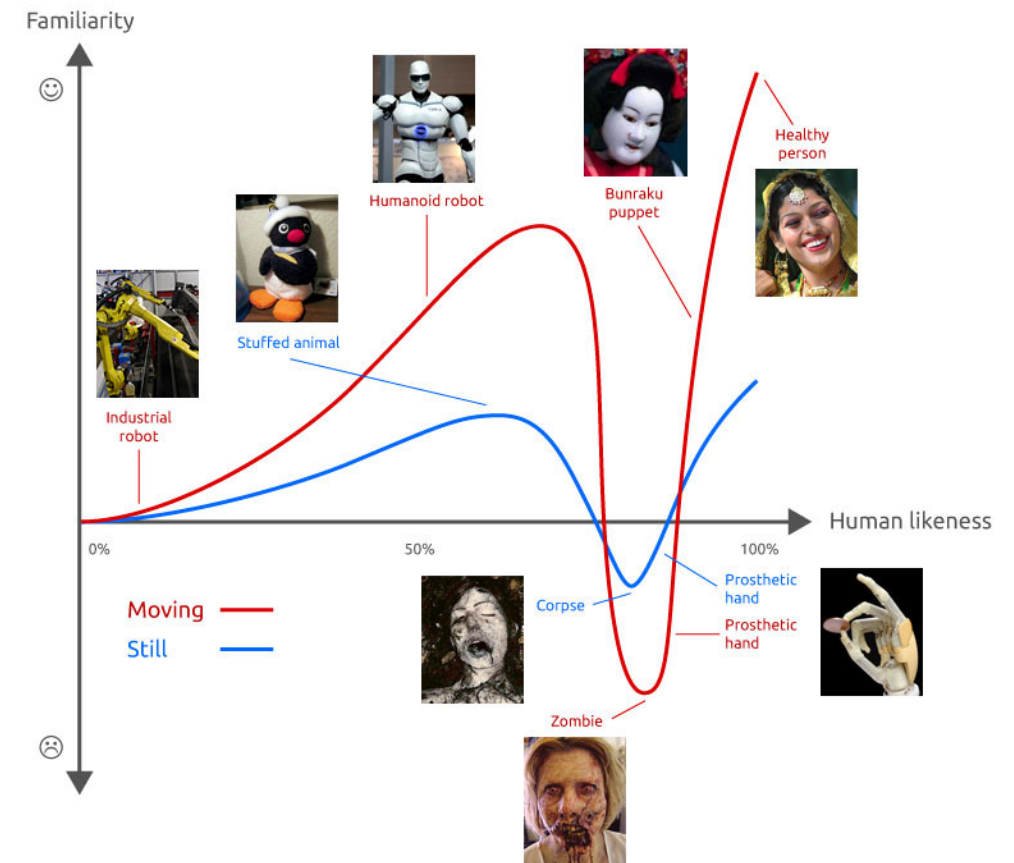 Familiarity
Healthy
person
Humanoid robot
Bunraku
puppet
Stuffed animal
Industrial
robot
Human likeness
0%
50%
100%
Moving
Still
Corpse
Prosthetic
hand
Prosthetic
hand
Zombie